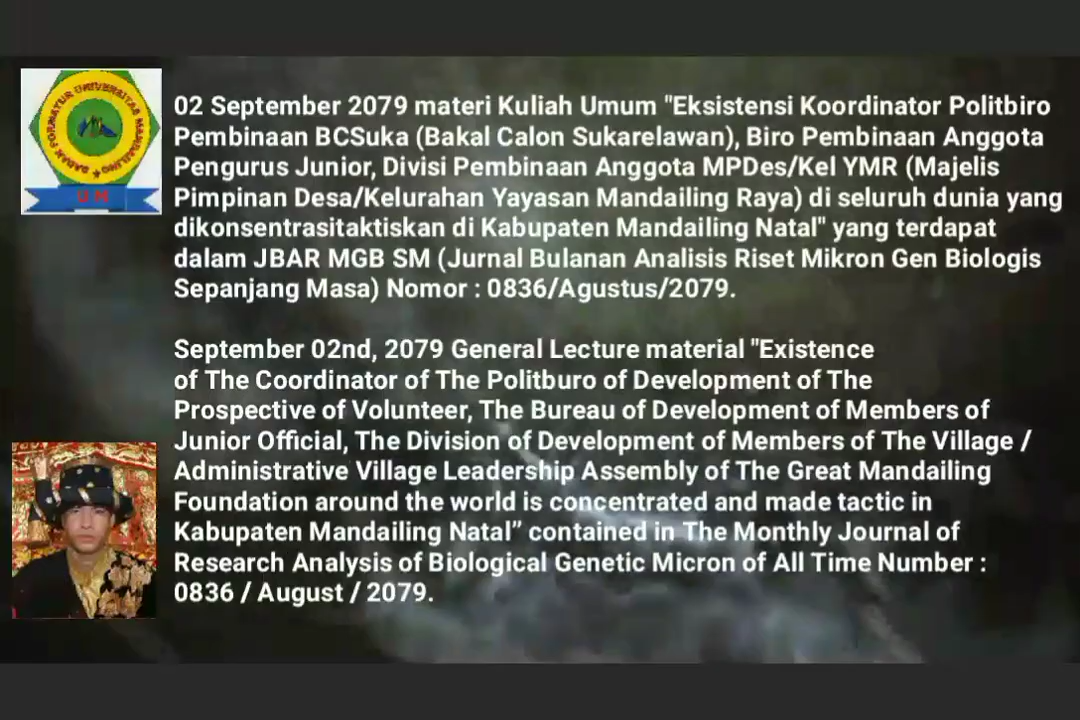 BADAN FORMATUR UNIVERSITAS MANDAILING
U M
02 September 2079 materi Kuliah Umum "Eksistensi Koordinator Politbiro
Pembinaan BCSuka (Bakal Calon Sukarelawan), Biro Pembinaan Anggota
Pengurus Junior, Divisi Pembinaan Anggota MPDes/Kel YMR (Majelis
Pimpinan Desa/Kelurahan Yayasan Mandailing Raya) di seluruh dunia yang
dikonsentrasitaktiskan di Kabupaten Mandailing Natal" yang terdapat
dalam JBAR MGB SM (Jurnal Bulanan Analisis Riset Mikron Gen Biologis
Sepanjang Masa) Nomor : 0836/Agustus/2079.
September 02nd, 2079 General Lecture material "Existence
of The Coordinator of The Politburo of Development of The
Prospective of Volunteer, The Bureau of Development of Members of
Junior Official, The Division of Development of Members of The Village /
Administrative Village Leadership Assembly of The Great Mandailing
Foundation around the world is concentrated and made tactic in
Kabupaten Mandailing Natal” contained in The Monthly Journal of
Research Analysis of Biological Genetic Micron of All Time Number :
0836 / August / 2079.